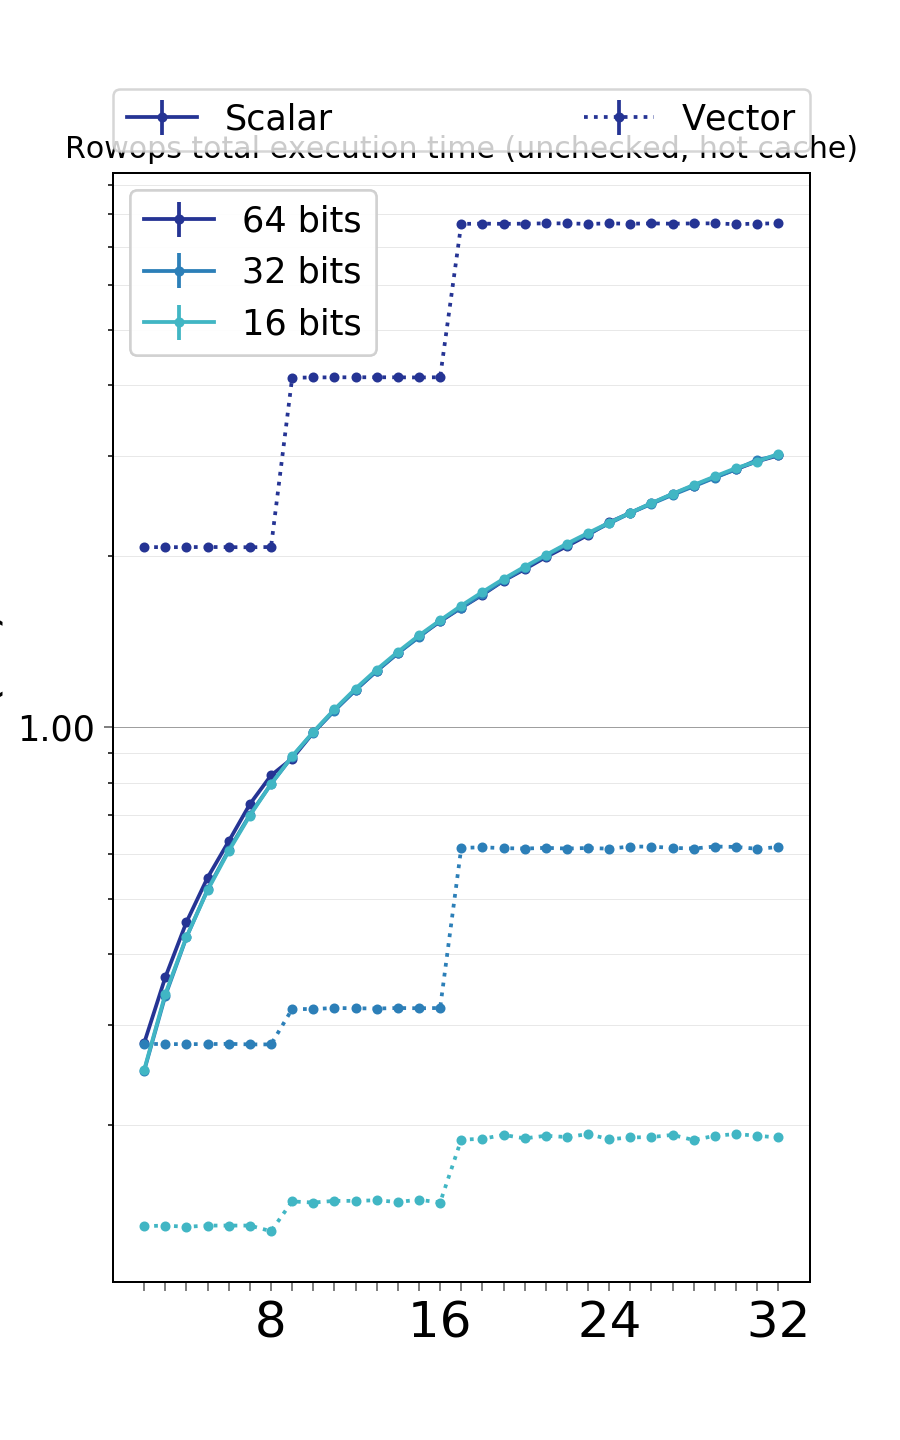 Scalar Vector
Rowops total execution time (unchecked, hot cache)
64 bits
32 bits
16 bits
1.00
8 16 24 32